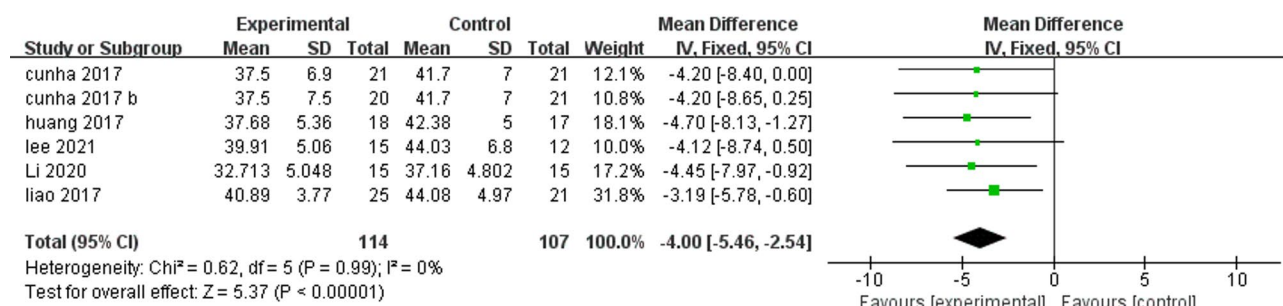 Experimental Control Mean Difference Mean Difference
Study or Subgroup Mean SD Total Mean SD Total Weight IV, Fixed, 95% CI IV, Fixed, 95% CI
cunha 2017 37.5 6.9 21 41.7 7 21 12.1% -4.20 [-8.40, 0.00]
cunha 2017 b 37.5 7.5 20 41.7 7 21 10.8% -4.20 [-8.65, 0.25]
huang 2017 37.68 5.36 18 42.38 5 17 18.1% -4.70 [-8.13, -1.27]
lee 2021 39.91 5.06 15 44.03 6.8 12 10.0% -4.12 [-8.74, 0.50]
Li 2020 32.713 5.048 15 37.16 4.802 15 17.2% -4.45 [-7.97, -0.92]
liao 2017 40.89 3.77 25 44.08 4.97 21 31.8% -3.19 [-5.78, -0.60]
Total (95% CI) 114 107 100.0% -4.00 [-5.46, -2.54]
Heterogeneity: Chi² = 0.62, df = 5 (P = 0.99); I² = 0%
Test for overall effect: Z = 5.37 (P < 0.00001)
-10 -5 0 5 10
Favours [experimental] Favours [control]